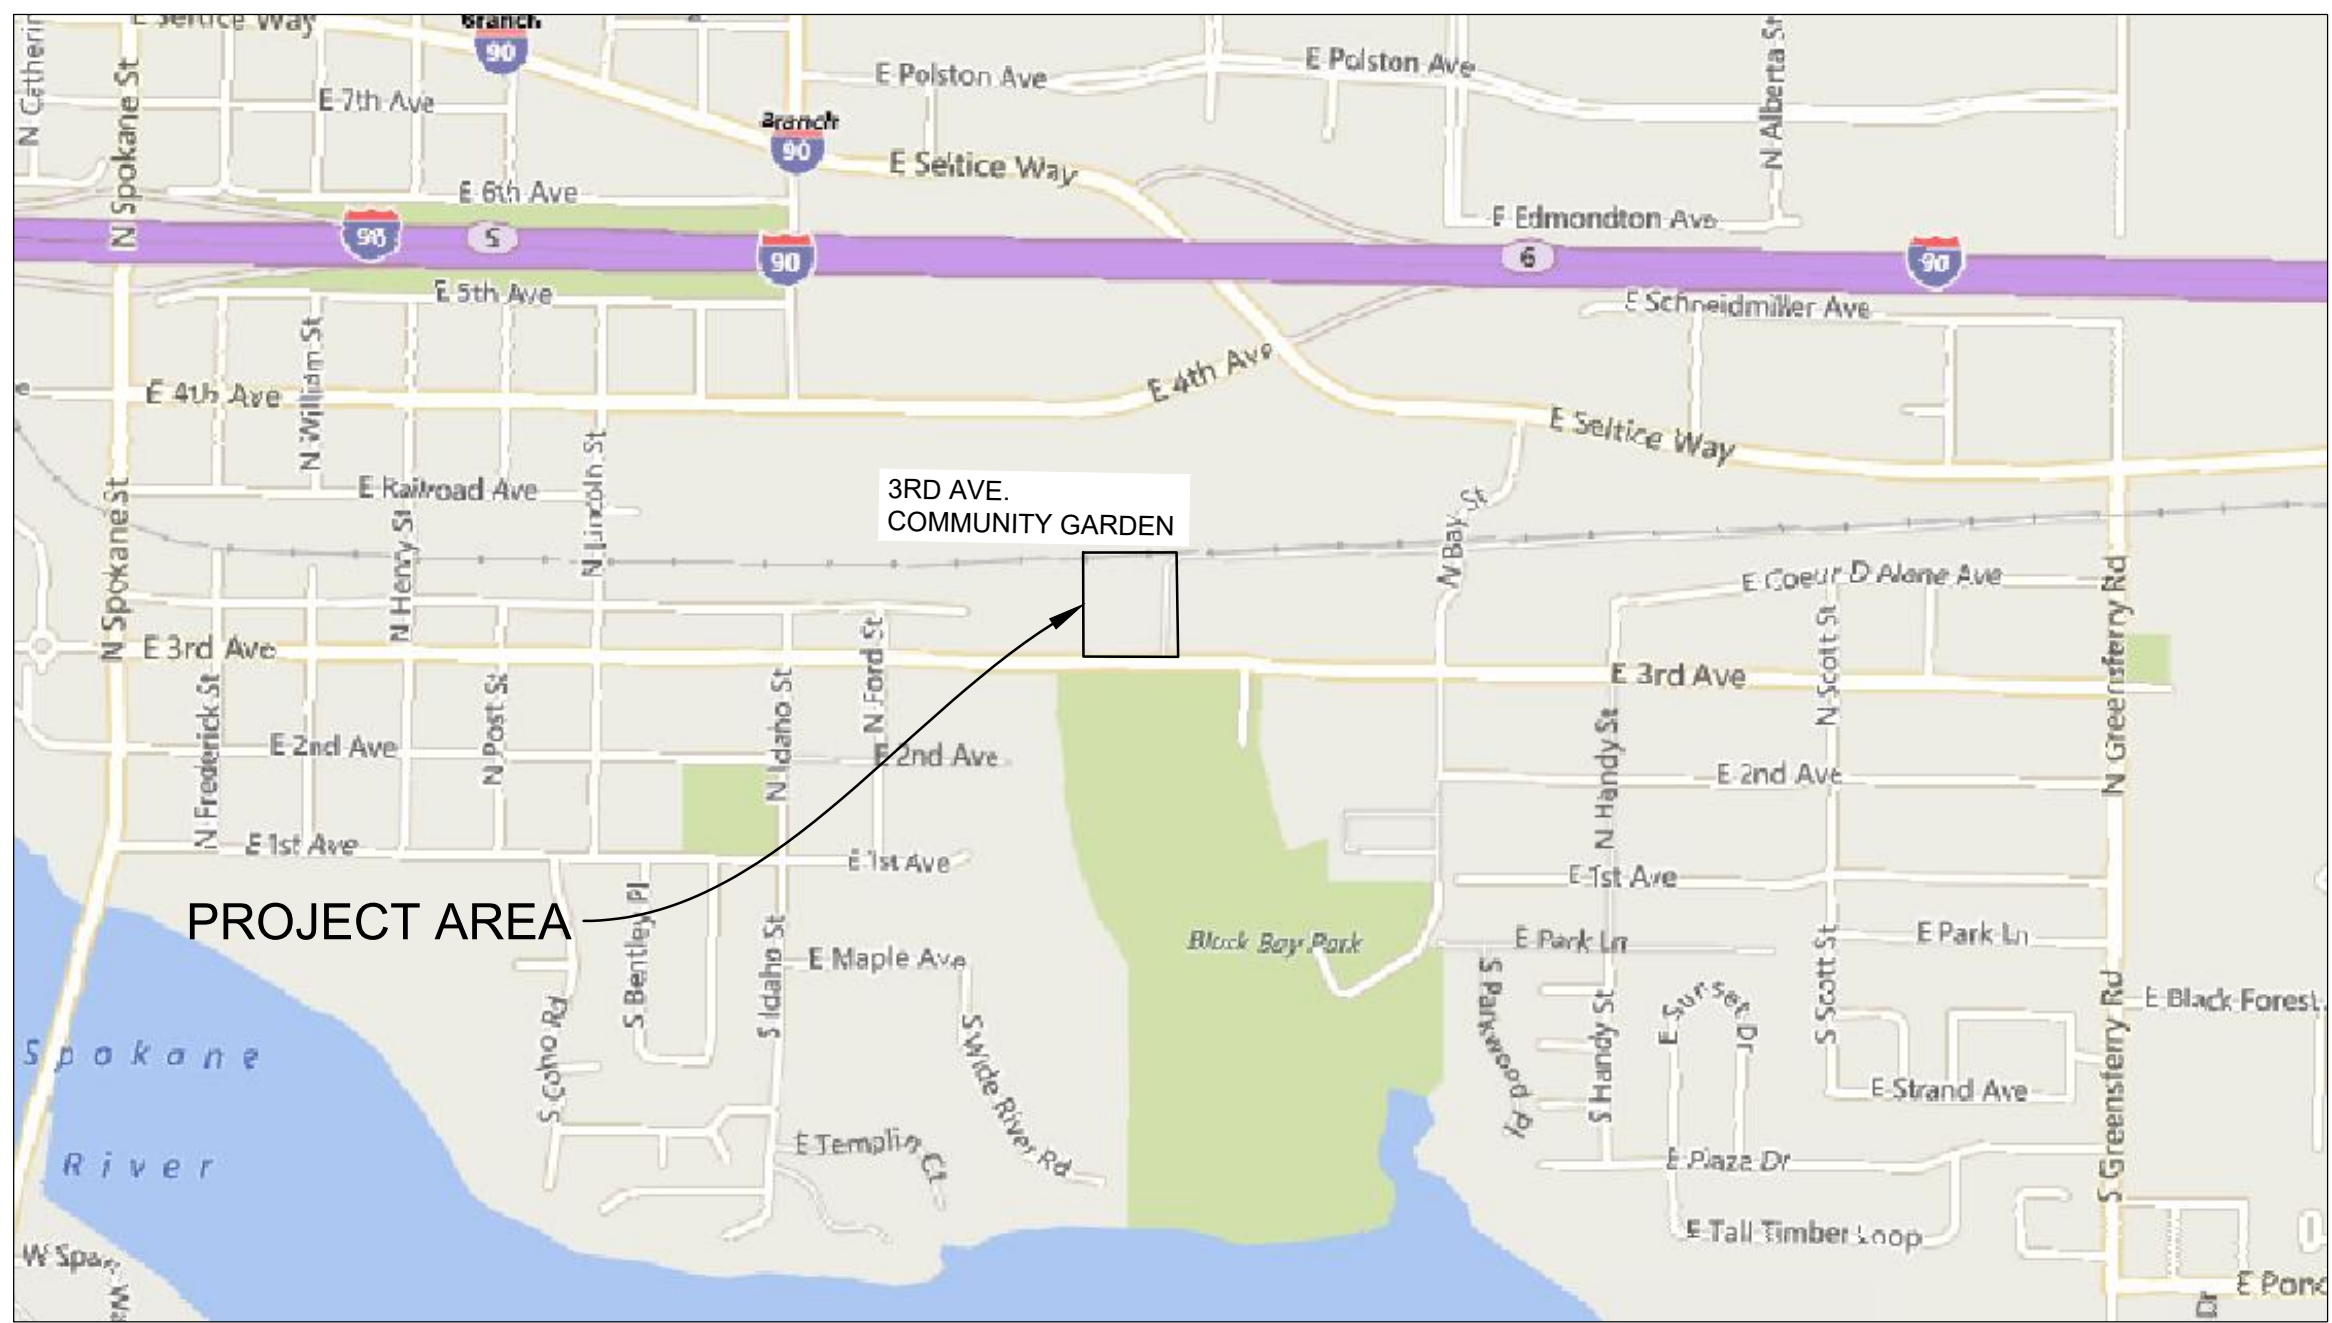 E Seltice Way
Branch
90
N Spokane St
E 7th Ave
E Polston Ave
E Polston Ave
N Alberta St
Branch
90
E Seltice Way
E 6th Ave
E Edmondton Ave
90
5
90
6
90
E 5th Ave
E Schneidmiller Ave
N William St
E 4th Ave
E 4th Ave
E Seltice Way
N Lincoln St
E Railroad Ave
3RD AVE.
COMMUNITY GARDEN
N Bay St
N Spokane St
N Henry St
E Coeur D Alene Ave
E 3rd Ave
N Ford St
E 3rd Ave
N Scott St
N Greensferry Rd
N Frederick St
N Post St
N Idaho St
N Handy St
E 2nd Ave
E 2nd Ave
E 2nd Ave
E 1st Ave
E 1st Ave
E 1st Ave
PROJECT AREA
S Bentley Pl
S Idaho St
E Maple Ave
Black Bay Park
E Park Ln
E Park Ln
S Scott St
S Parkwood Pl
S Handy St
E Sunset Dr
S Greensferry Rd
E Black Forest
Spokane
River
S Coho Rd
S Wide River Rd
E Strand Ave
E Templin Ct
E Plaza Dr
E Tall Timber Loop
Dr